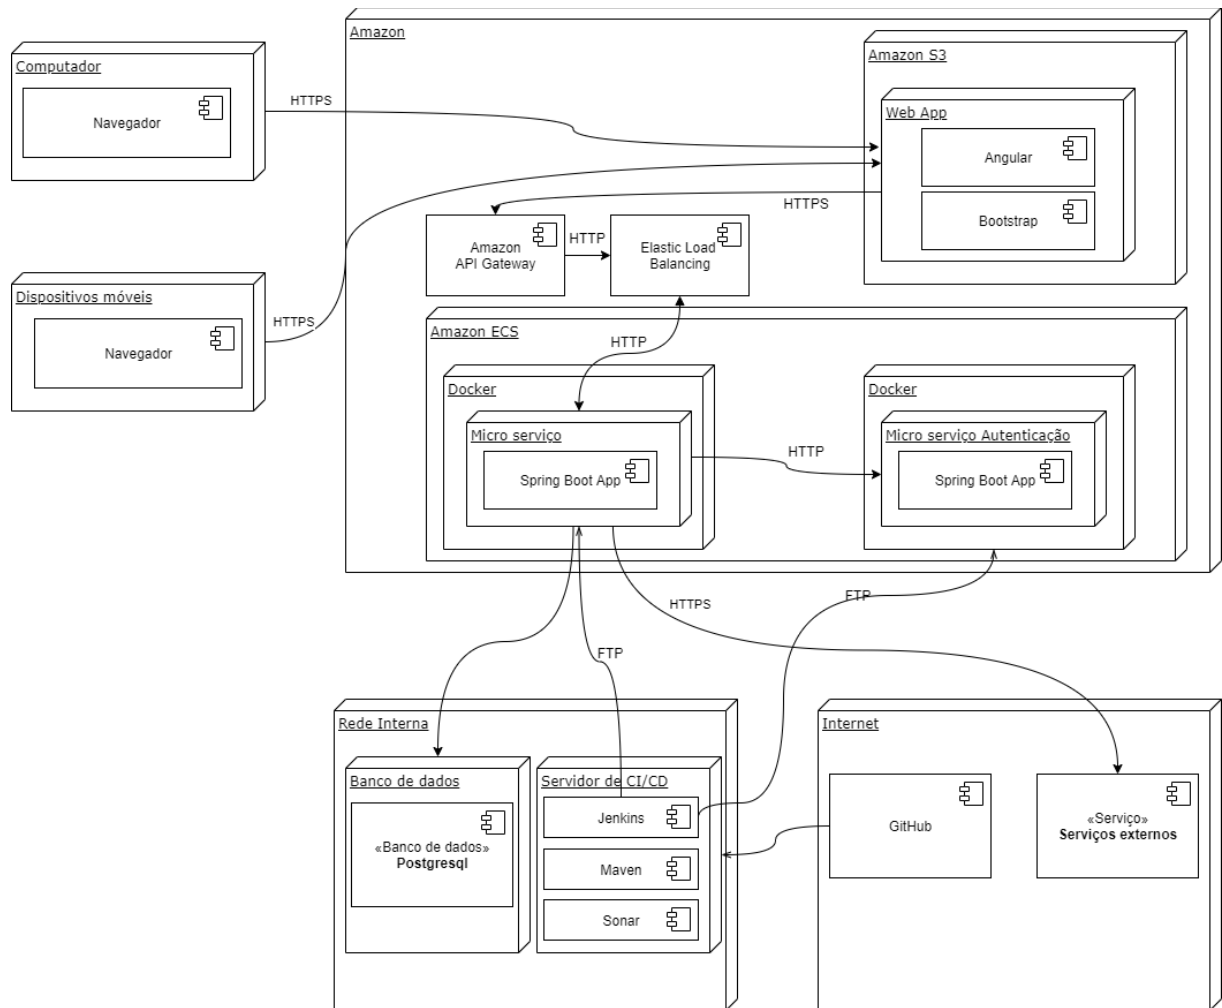 Amazon
Computador
Navegador
HTTPS
Amazon S3
Web App
Angular
Bootstrap
HTTPS
Amazon
API Gateway
HTTP
Elastic Load
Balancing
Dispositivos móveis
Navegador
HTTPS
Amazon ECS
HTTP
Docker
Micro serviço
Spring Boot App
HTTP
Docker
Micro serviço Autenticação
Spring Boot App
HTTPS
FTP
FTP
Rede Interna
Banco de dados
«Banco de dados»
Postgresql
Servidor de CI/CD
Jenkins
Maven
Sonar
Internet
GitHub
«Serviço»
Serviços externos